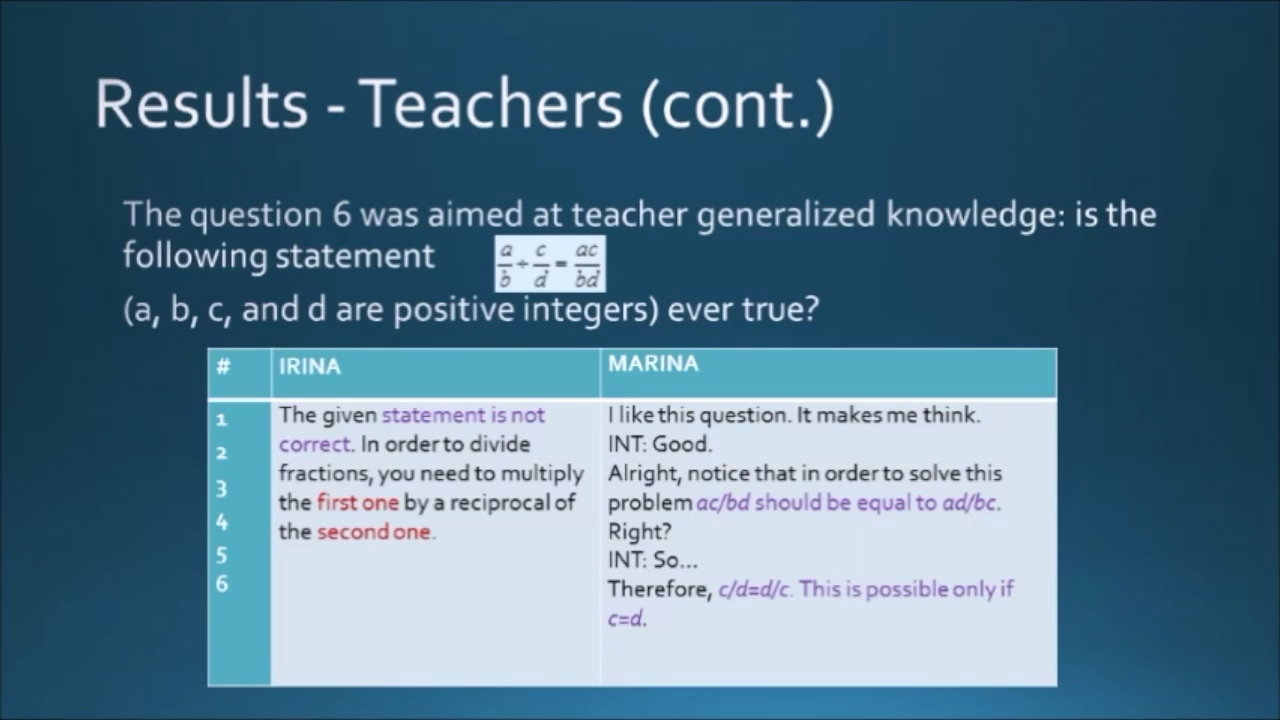 Results - Teachers (cont.)
The question 6 was aimed at teacher generalized knowledge: is the
following statement a/b ÷ c/d = ac/bd
(a, b, c, and d are positive integers) ever true?
# IRINA MARINA
1
2
3
4
5
6
The given statement is not
correct. In order to divide
fractions, you need to multiply
the first one by a reciprocal of
the second one.
I like this question. It makes me think.
INT: Good.
Alright, notice that in order to solve this
problem ac/bd should be equal to ad/bc.
Right?
INT: So...
Therefore, c/d=d/c. This is possible only if
c=d.